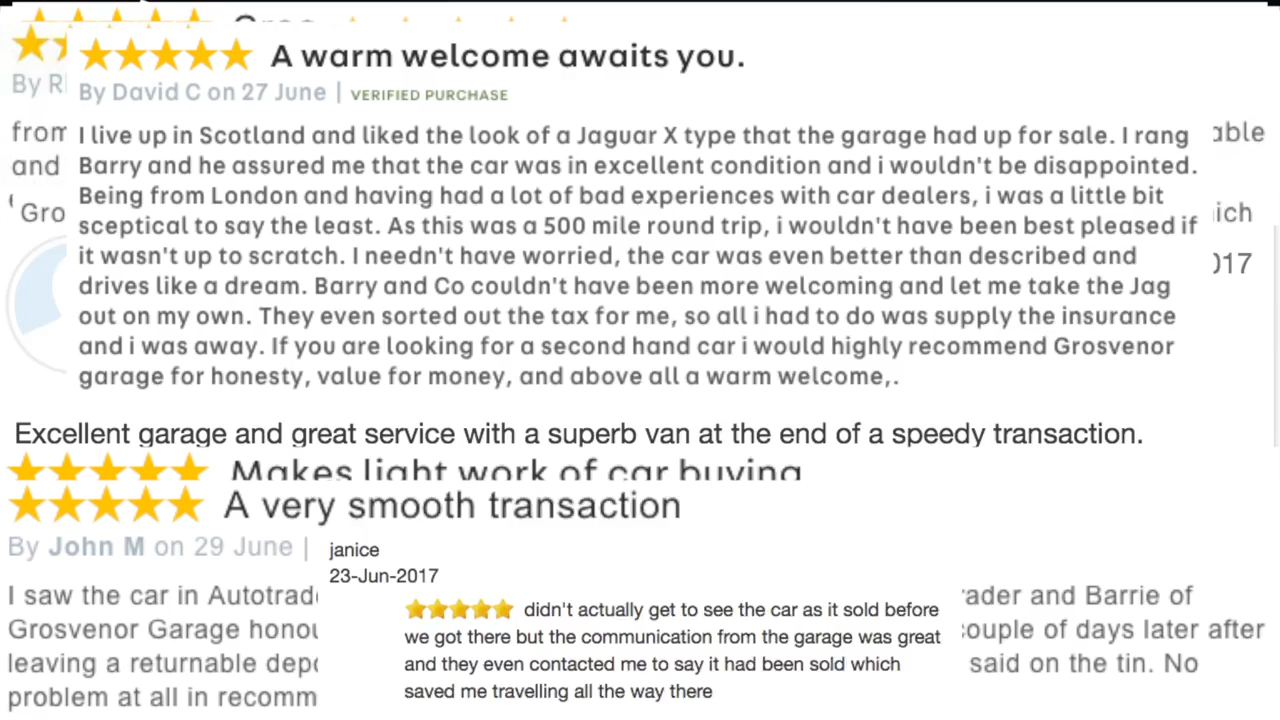 A warm welcome awaits you.
By R
By David C on 27 June | VERIFIED PURCHASE
from
I live up in Scotland and liked the look of a Jaguar X type that the garage had up for sale. I rang
able
and
Barry and he assured me that the car was in excellent condition and i wouldn't be disappointed.
Being from London and having had a lot of bad experiences with car dealers, i was a little bit
Gro
sceptical to say the least. As this was a 500 mile round trip, i wouldn't have been best pleased if
ich
it wasn't up to scratch. I needn't have worried, the car was even better than described and
017
drives like a dream. Barry and Co couldn't have been more welcoming and let me take the Jag
out on my own. They even sorted out the tax for me, so all i had to do was supply the insurance
and i was away. If you are looking for a second hand car i would highly recommend Grosvenor
garage for honesty, value for money, and above all a warm welcome,.
Excellent garage and great service with a superb van at the end of a speedy transaction.
Makes light work of car buying
A very smooth transaction
By John M on 29 June |
janice
23-Jun-2017
I saw the car in Autotrad
rader and Barrie of
didn't actually get to see the car as it sold before
Grosvenor Garage honou
couple of days later after
we got there but the communication from the garage was great
leaving a returnable depo
said on the tin. No
and they even contacted me to say it had been sold which
problem at all in recomm
saved me travelling all the way there